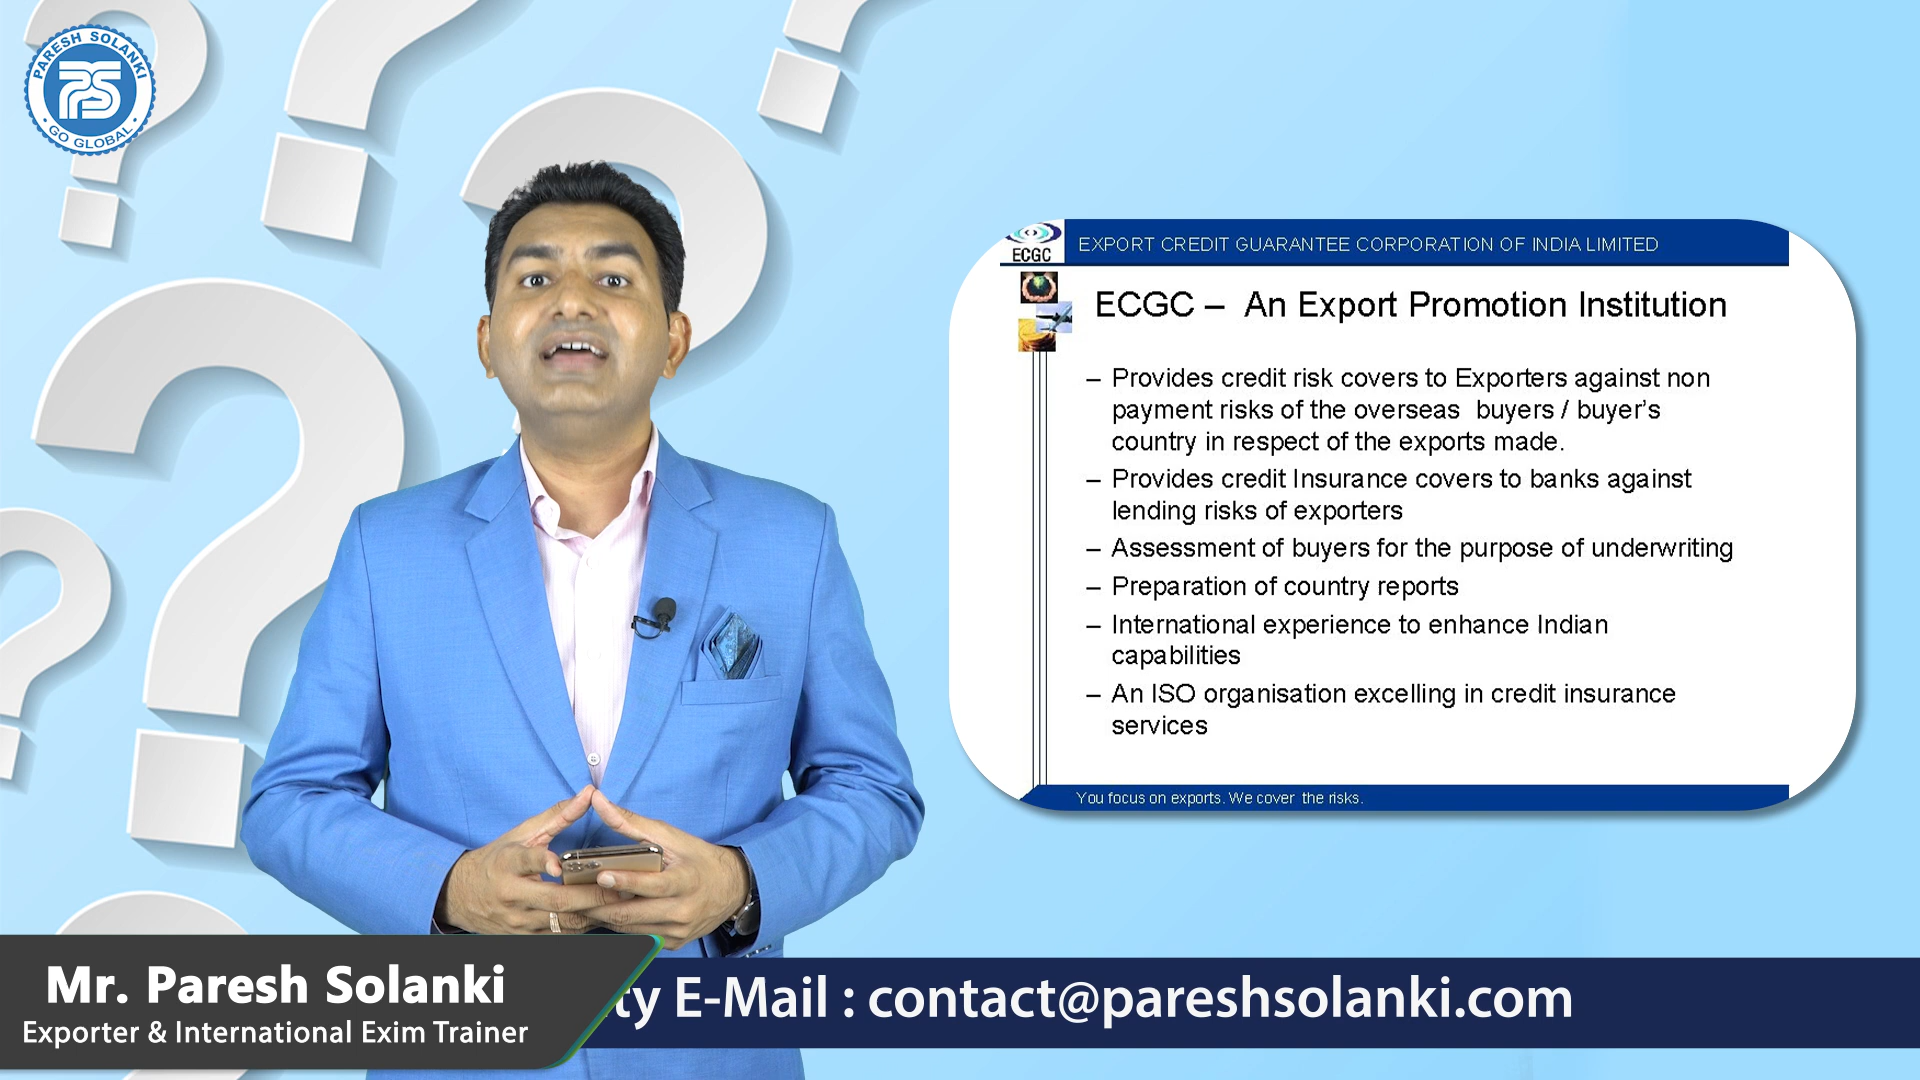 PARESH SOLANKI
PS
• GO GLOBAL •
ECGC
EXPORT CREDIT GUARANTEE CORPORATION OF INDIA LIMITED
ECGC – An Export Promotion Institution
– Provides credit risk covers to Exporters against non
payment risks of the overseas buyers / buyer’s
country in respect of the exports made.
– Provides credit Insurance covers to banks against
lending risks of exporters
– Assessment of buyers for the purpose of underwriting
– Preparation of country reports
– International experience to enhance Indian
capabilities
– An ISO organisation excelling in credit insurance
services
You focus on exports. We cover the risks.
Mr. Paresh Solanki
Exporter & International Exim Trainer
ty E-Mail : contact@pareshsolanki.com